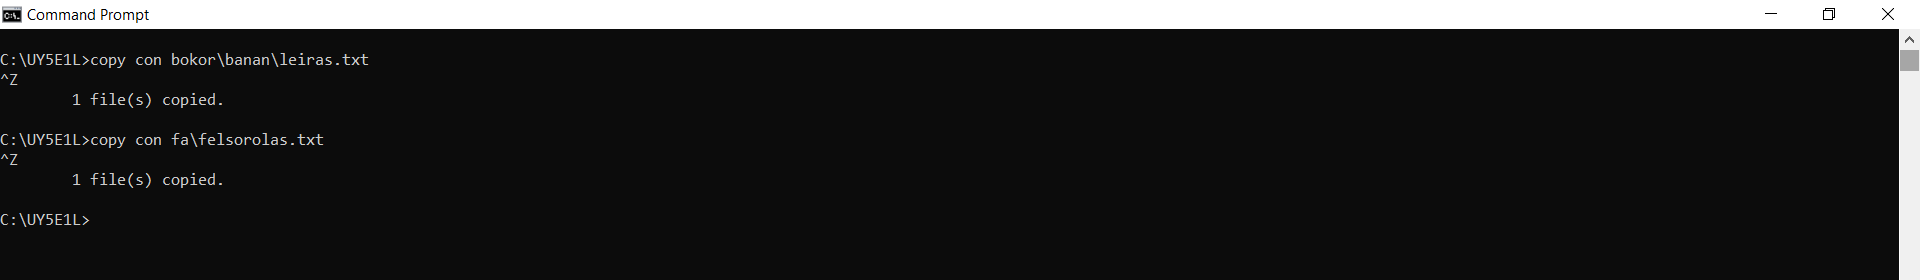 Command Prompt
C:\UY5E1L>copy con bokor\banan\leiras.txt
^Z
        1 file(s) copied.
C:\UY5E1L>copy con fa\felsorolas.txt
^Z
        1 file(s) copied.
C:\UY5E1L>